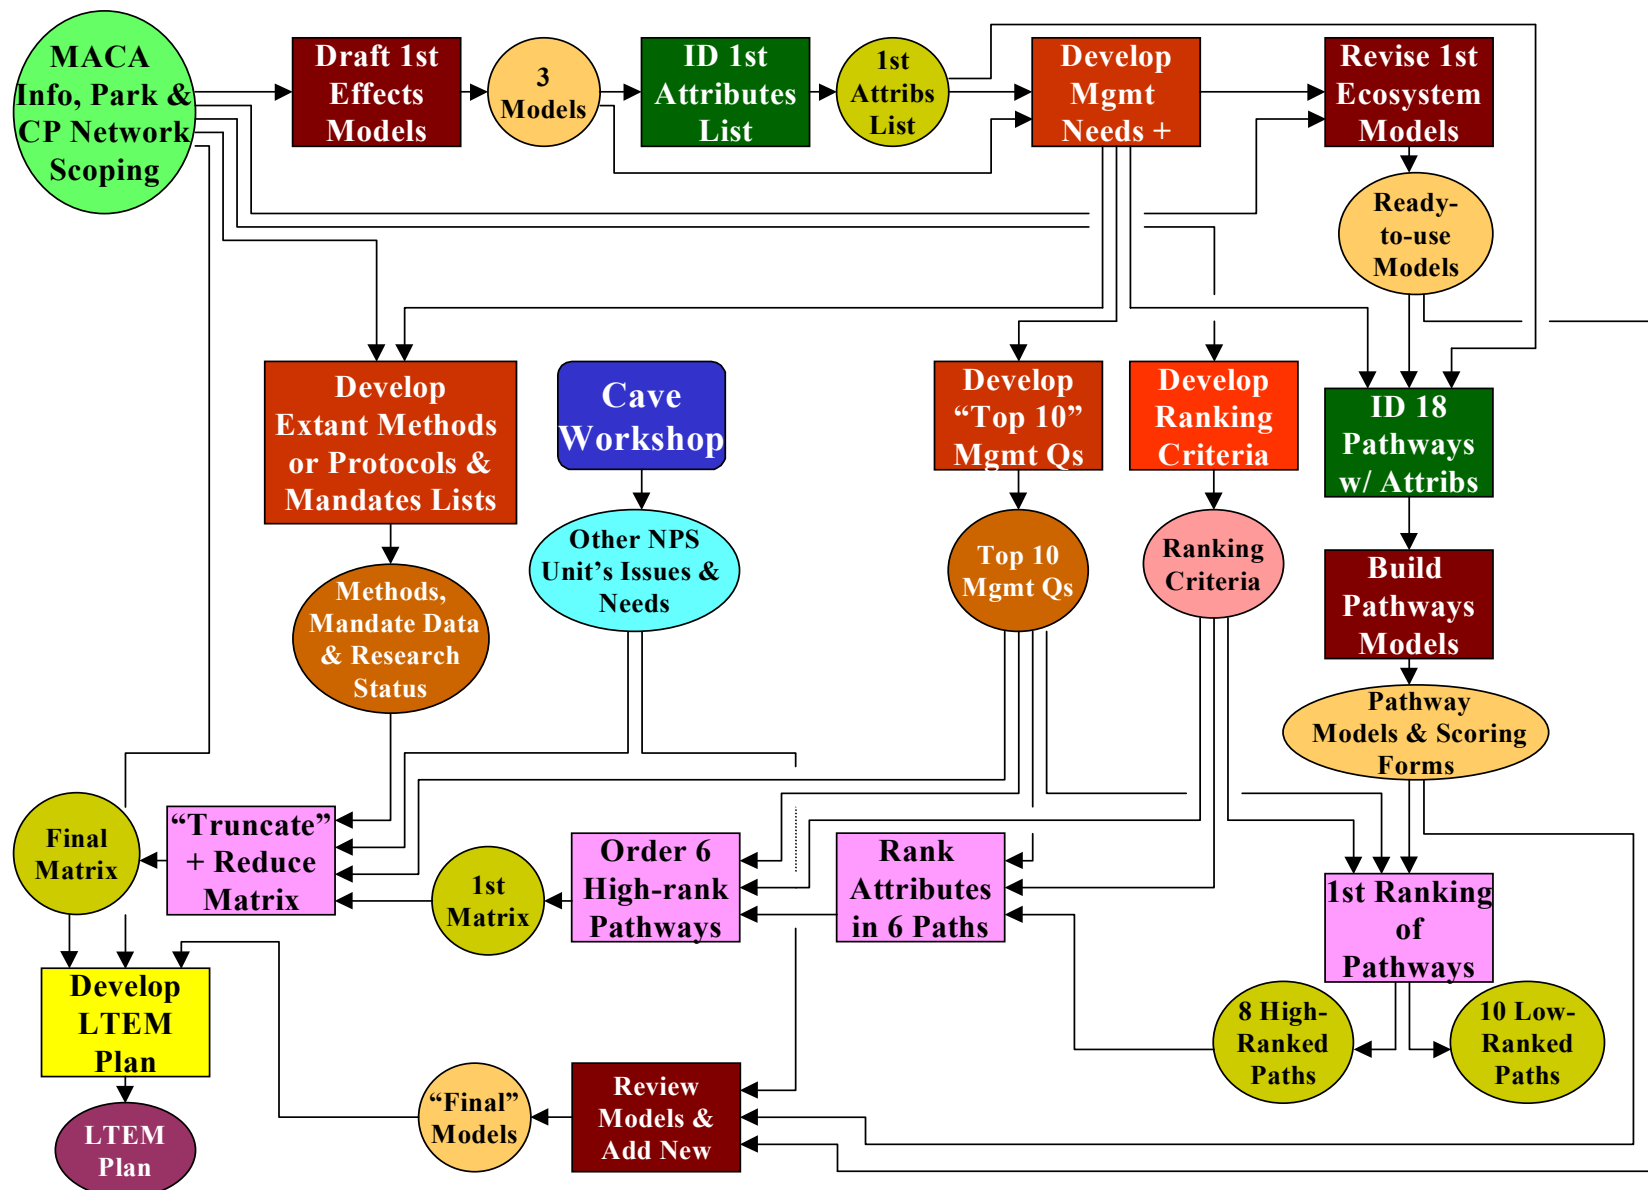 MACA
Info, Park &
CP Network
Scoping
Draft 1st
Effects
Models
3
Models
ID 1st
Attributes
List
1st
Attribs
List
Develop
Mgmt
Needs +
Revise 1st
Ecosystem
Models
Ready-
to-use
Models
Develop
Extant Methods
or Protocols &
Mandates Lists
Cave
Workshop
Develop
“Top 10”
Mgmt Qs
Develop
Ranking
Criteria
ID 18
Pathways
w/ Attribs
Methods,
Mandate Data
& Research
Status
Other NPS
Unit’s Issues &
Needs
Top 10
Mgmt Qs
Ranking
Criteria
Build
Pathways
Models
Pathway
Models & Scoring
Forms
Final
Matrix
“Truncate”
+ Reduce
Matrix
1st
Matrix
Order 6
High-rank
Pathways
Rank
Attributes
in 6 Paths
1st Ranking
of
Pathways
Develop
LTEM
Plan
8 High-
Ranked
Paths
10 Low-
Ranked
Paths
LTEM
Plan
“Final”
Models
Review
Models &
Add New